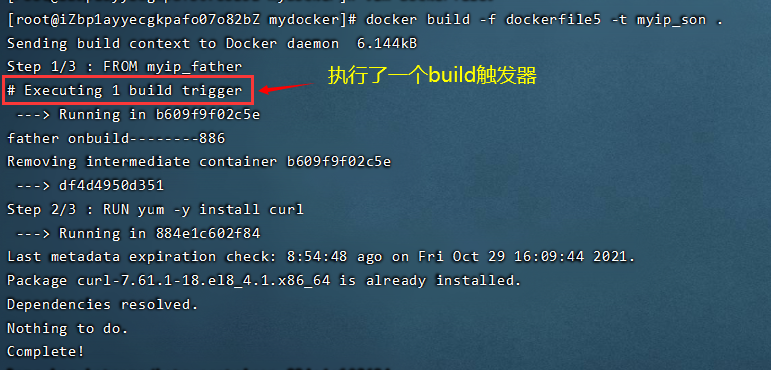 [root@iZbp1ayyecgkpafo07o82bZ mydocker]# docker build -f dockerfile5 -t myip_son .
Sending build context to Docker daemon  6.144kB
Step 1/3 : FROM myip_father
# Executing 1 build trigger
执行了一个build触发器
 ---> Running in b609f9f02c5e
father onbuild--------886
Removing intermediate container b609f9f02c5e
 ---> df4d4950d351
Step 2/3 : RUN yum -y install curl
 ---> Running in 884e1c602f84
Last metadata expiration check: 8:54:48 ago on Fri Oct 29 16:09:44 2021.
Package curl-7.61.1-18.el8_4.1.x86_64 is already installed.
Dependencies resolved.
Nothing to do.
Complete!